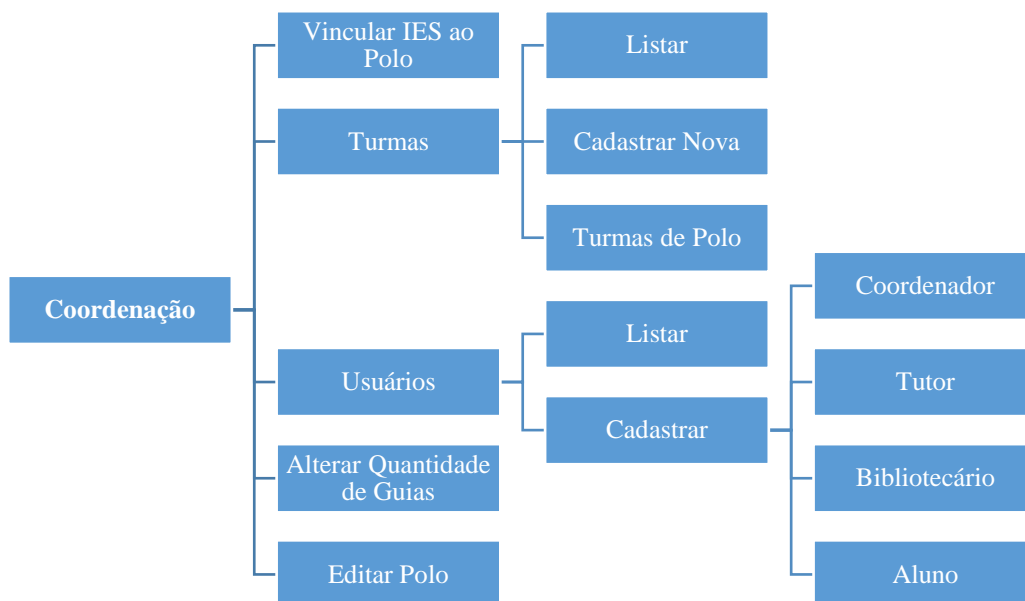 Coordenação
Vincular IES ao
Polo
Turmas
Listar
Cadastrar Nova
Turmas de Polo
Usuários
Listar
Cadastrar
Coordenador
Tutor
Bibliotecário
Aluno
Alterar Quantidade
de Guias
Editar Polo